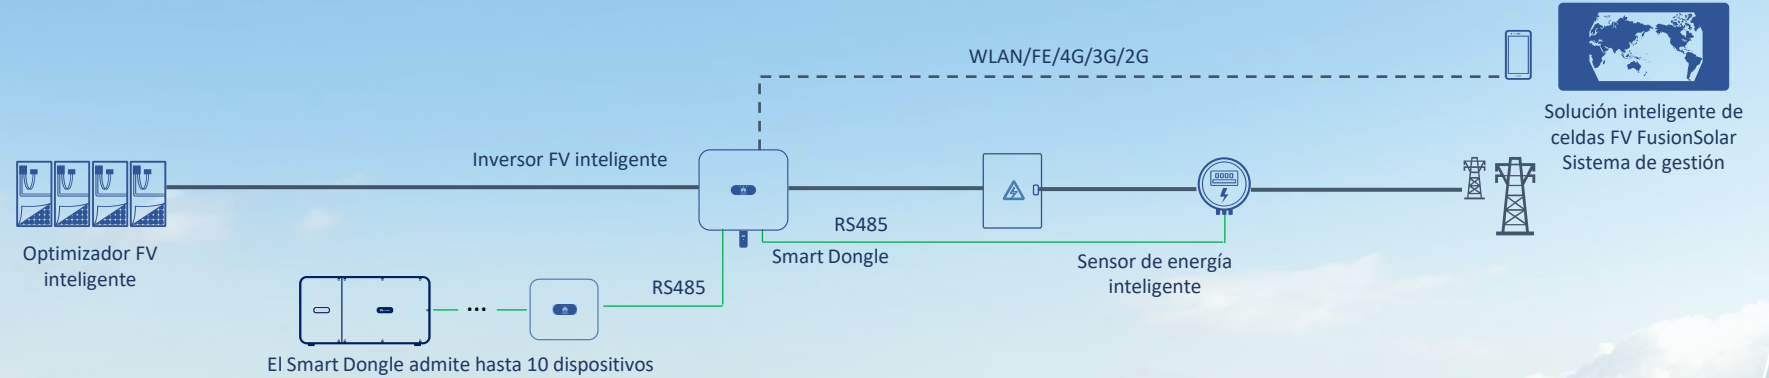 WLAN/FE/4G/3G/2G
Solución inteligente de
celdas FV FusionSolar
Sistema de gestión
Inversor FV inteligente
Optimizador FV
inteligente
RS485
Smart Dongle
Sensor de energía
inteligente
RS485
...
El Smart Dongle admite hasta 10 dispositivos